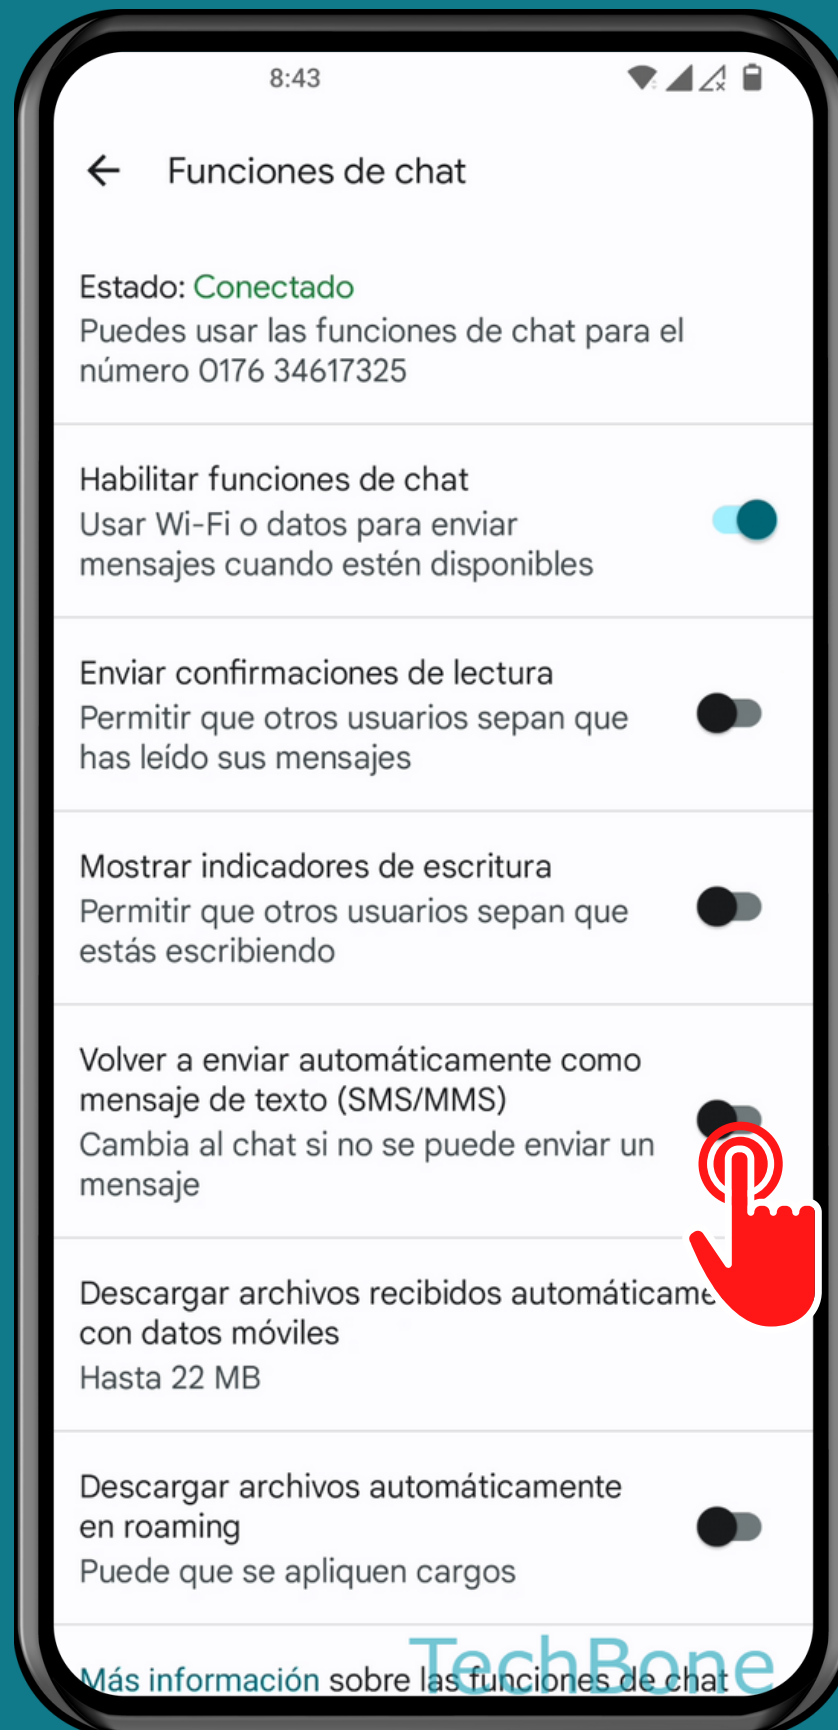 8:43
Funciones de chat
Estado: Conectado
Puedes usar las funciones de chat para el
número 0176 34617325
Habilitar funciones de chat
Usar Wi-Fi o datos para enviar
mensajes cuando estén disponibles
Enviar confirmaciones de lectura
Permitir que otros usuarios sepan que
has leído sus mensajes
Mostrar indicadores de escritura
Permitir que otros usuarios sepan que
estás escribiendo
Volver a enviar automáticamente como
mensaje de texto (SMS/MMS)
Cambia al chat si no se puede enviar un
mensaje
Descargar archivos recibidos automáticame
con datos móviles
Hasta 22 MB
Descargar archivos automáticamente
en roaming
Puede que se apliquen cargos
TechBone
Más información sobre las funciones de chat